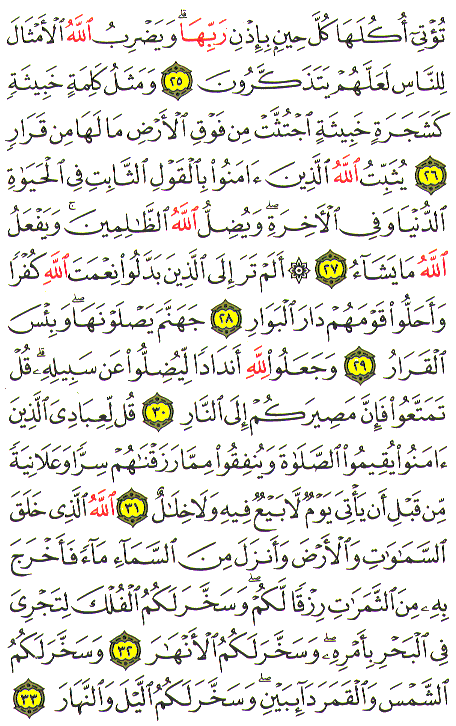 تُؤْتِىٓ أُكُلَهَا كُلَّ حِينٍۭ بِإِذْنِ رَبِّهَا ۗ وَيَضْرِبُ ٱللَّهُ ٱلْأَمْثَالَ
لِلنَّاسِ لَعَلَّهُمْ يَتَذَكَّرُونَ ٢٥ وَمَثَلُ كَلِمَةٍ خَبِيثَةٍ
كَشَجَرَةٍ خَبِيثَةٍ ٱجْتُثَّتْ مِن فَوْقِ ٱلْأَرْضِ مَا لَهَا مِن قَرَارٍ
٢٦ يُثَبِّتُ ٱللَّهُ ٱلَّذِينَ ءَامَنُوا۟ بِٱلْقَوْلِ ٱلثَّابِتِ فِى ٱلْحَيَوٰةِ
ٱلدُّنْيَا وَفِى ٱلْءَاخِرَةِ ۖ وَيُضِلُّ ٱللَّهُ ٱلظَّـٰلِمِينَ ۚ وَيَفْعَلُ
ٱللَّهُ مَا يَشَآءُ ٢٧ ۞ أَلَمْ تَرَ إِلَى ٱلَّذِينَ بَدَّلُوا۟ نِعْمَتَ ٱللَّهِ كُفْرًا
وَأَحَلُّوا۟ قَوْمَهُمْ دَارَ ٱلْبَوَارِ ٢٨ جَهَنَّمَ يَصْلَوْنَهَا ۖ وَبِئْسَ
ٱلْقَرَارُ ٢٩ وَجَعَلُوا۟ لِلَّهِ أَندَادًا لِّيُضِلُّوا۟ عَن سَبِيلِهِۦ ۗ قُلْ
تَمَتَّعُوا۟ فَإِنَّ مَصِيرَكُمْ إِلَى ٱلنَّارِ ٣٠ قُل لِّعِبَادِىَ ٱلَّذِينَ
ءَامَنُوا۟ يُقِيمُوا۟ ٱلصَّلَوٰةَ وَيُنفِقُوا۟ مِمَّا رَزَقْنَـٰهُمْ سِرًّا وَعَلَانِيَةً
مِّن قَبْلِ أَن يَأْتِىَ يَوْمٌ لَّا بَيْعٌ فِيهِ وَلَا خِلَـٰلٌ ٣١ ٱللَّهُ ٱلَّذِى خَلَقَ
ٱلسَّمَـٰوَٰتِ وَٱلْأَرْضَ وَأَنزَلَ مِنَ ٱلسَّمَآءِ مَآءً فَأَخْرَجَ
بِهِۦ مِنَ ٱلثَّمَرَٰتِ رِزْقًا لَّكُمْ ۖ وَسَخَّرَ لَكُمُ ٱلْفُلْكَ لِتَجْرِىَ
فِى ٱلْبَحْرِ بِأَمْرِهِۦ ۖ وَسَخَّرَ لَكُمُ ٱلْأَنْهَـٰرَ ٣٢ وَسَخَّرَ لَكُمُ
ٱلشَّمْسَ وَٱلْقَمَرَ دَآئِبَيْنِ ۖ وَسَخَّرَ لَكُمُ ٱلَّيْلَ وَٱلنَّهَارَ ٣٣